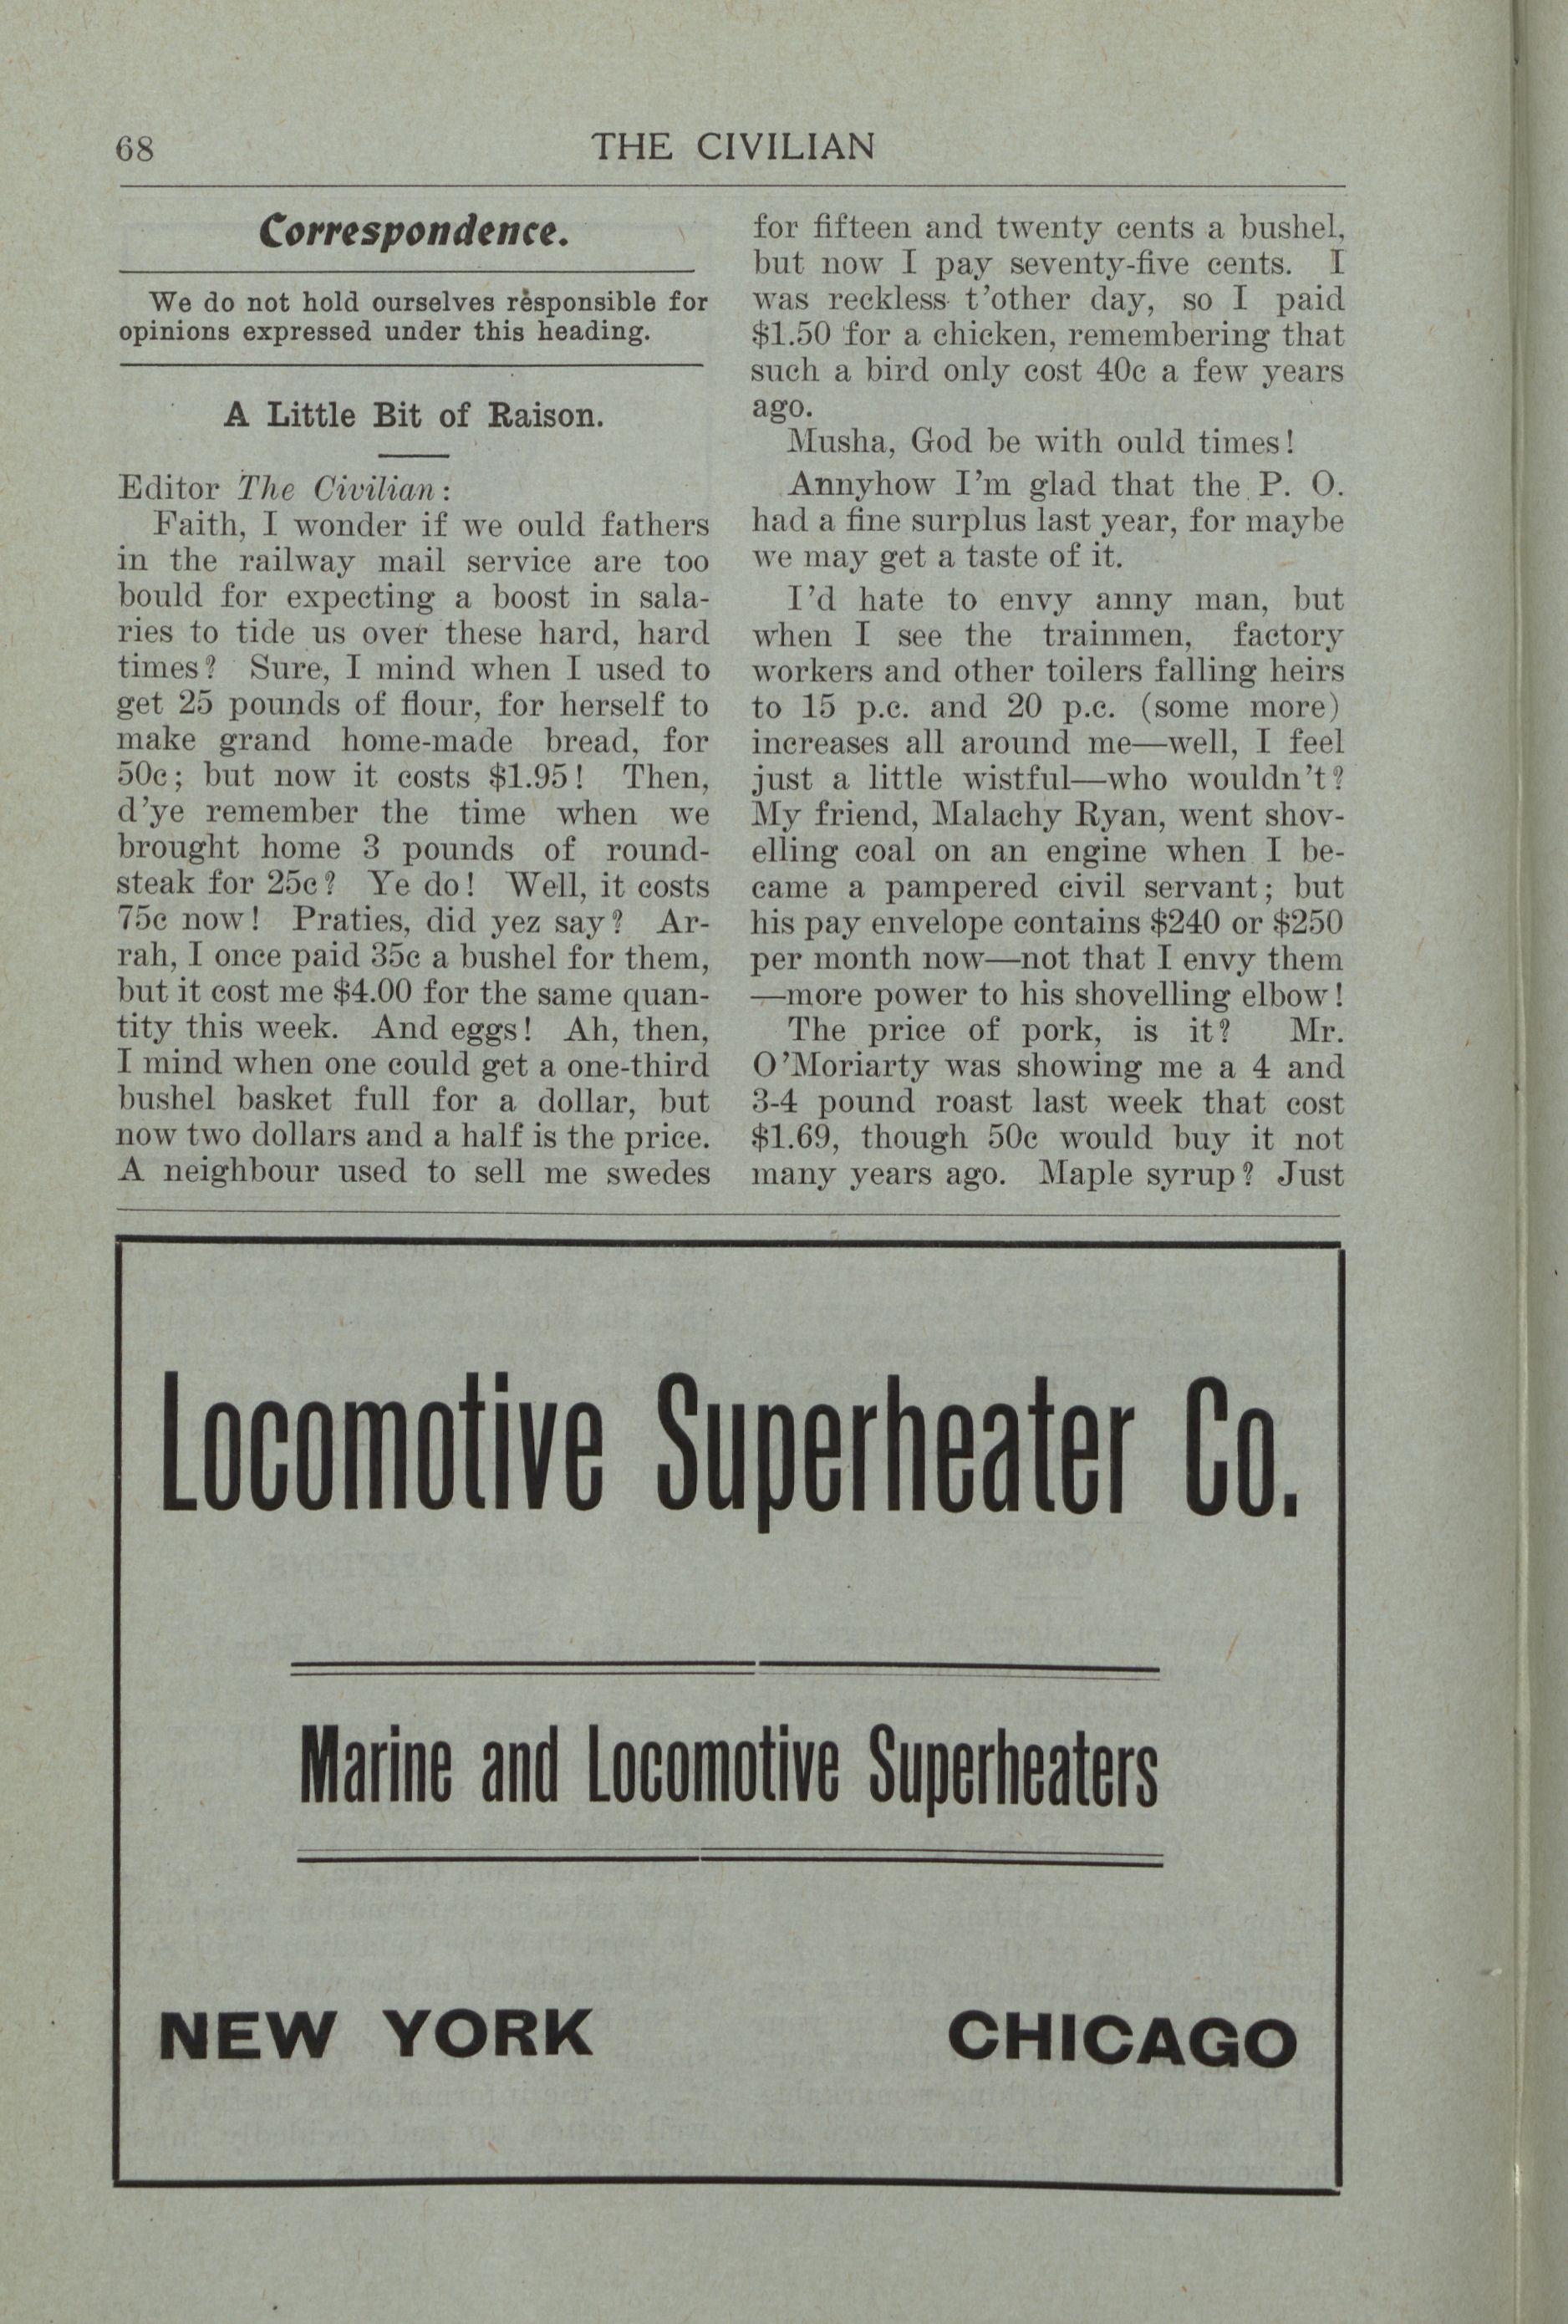 68
THE CIVILIAN
Correspondence.
We do not hold ourselves responsible for
opinions expressed under this heading.
A Little Bit of Raison.
Editor The Civilian:
Faith, I wonder if we ould fathers
in the railway mail service are too
bould for expecting a boost in sala-
ries to tide us over these hard, hard
times? Sure, I mind when I used to
get 25 pounds of flour, for herself to
make grand home-made bread, for
50c; but now it costs $1.95! Then,
d'ye remember the time when we
brought home 3 pounds of round-
steak for 25c? Ye do! Well, it costs
75c now! Praties, did yez say? Ar-
rah, I once paid 35c a bushel for them,
but it cost me $4.00 for the same quan-
tity this week. And eggs! Ah, then,
I mind when one could get a one-third
bushel basket full for a dollar, but
now two dollars and a half is the price.
A neighbour used to sell me swedes
for fifteen and twenty cents a bushel,
but now I pay seventy-five cents. I
was reckless t'other day, so I paid
$1.50 for a chicken, remembering that
such a bird only cost 40c a few years
ago.
Musha, God be with ould times!
Annyhow I'm glad that the P. O.
had a fine surplus last year, for maybe
we may get a taste of it.
I'd hate to envy anny man, but
when I see the trainmen, factory
workers and other toilers falling heirs
to 15 p.c. and 20 p.c. (some more)
increases all around me—well, I feel
just a little wistful—who wouldn't?
My friend, Malachy Ryan, went shov-
elling coal on an engine when I be-
came a pampered civil servant; but
his pay envelope contains $240 or $250
per month now—not that I envy them
—more power to his shovelling elbow!
The price of pork, is it? Mr.
O'Moriarty was showing me a 4 and
3-4 pound roast last week that cost
$1.69, though 50c would buy it not
many years ago. Maple syrup? Just
Locomotive Superheater Co.
Marine and Locomotive Superheaters
NEW YORK
CHICAGO